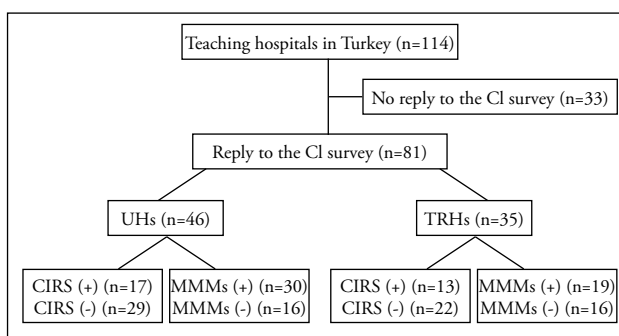 Teaching hospitals in Turkey (n=114)
No reply to the Cl survey (n=33)
Reply to the Cl survey (n=81)
UHs (n=46)
TRHs (n=35)
CIRS (+) (n=17)
CIRS (-) (n=29)
MMMs (+) (n=30)
MMMs (-) (n=16)
CIRS (+) (n=13)
CIRS (-) (n=22)
MMMs (+) (n=19)
MMMs (-) (n=16)